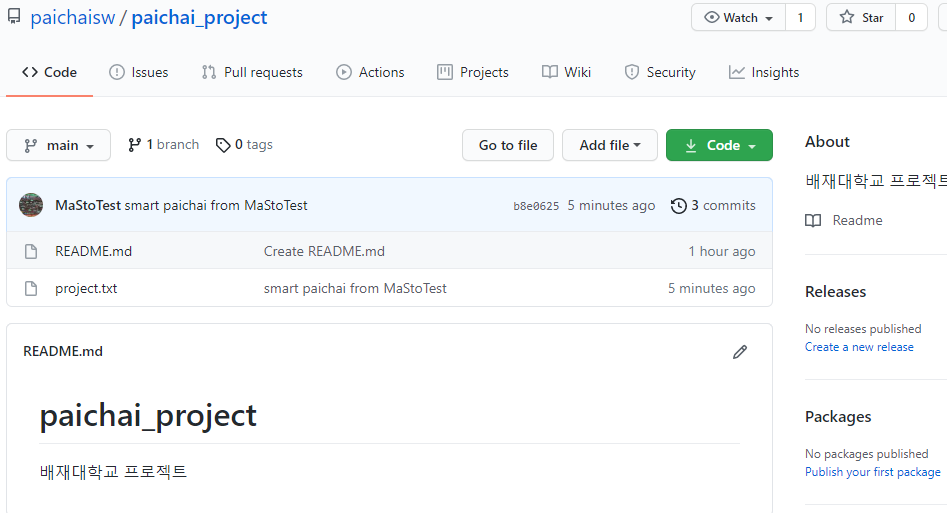 paichaisw / paichai_project
Watch 1 Star 0
Code Issues Pull requests Actions Projects Wiki Security Insights
main 1 branch 0 tags Go to file Add file Code
MaStoTest smart paichai from MaStoTest b8e0625 5 minutes ago 3 commits
README.md Create README.md 1 hour ago
project.txt smart paichai from MaStoTest 5 minutes ago
README.md
paichai_project
배재대학교 프로젝트
About
배재대학교 프로젝트
Readme
Releases
No releases published
Create a new release
Packages
No packages published
Publish your first package